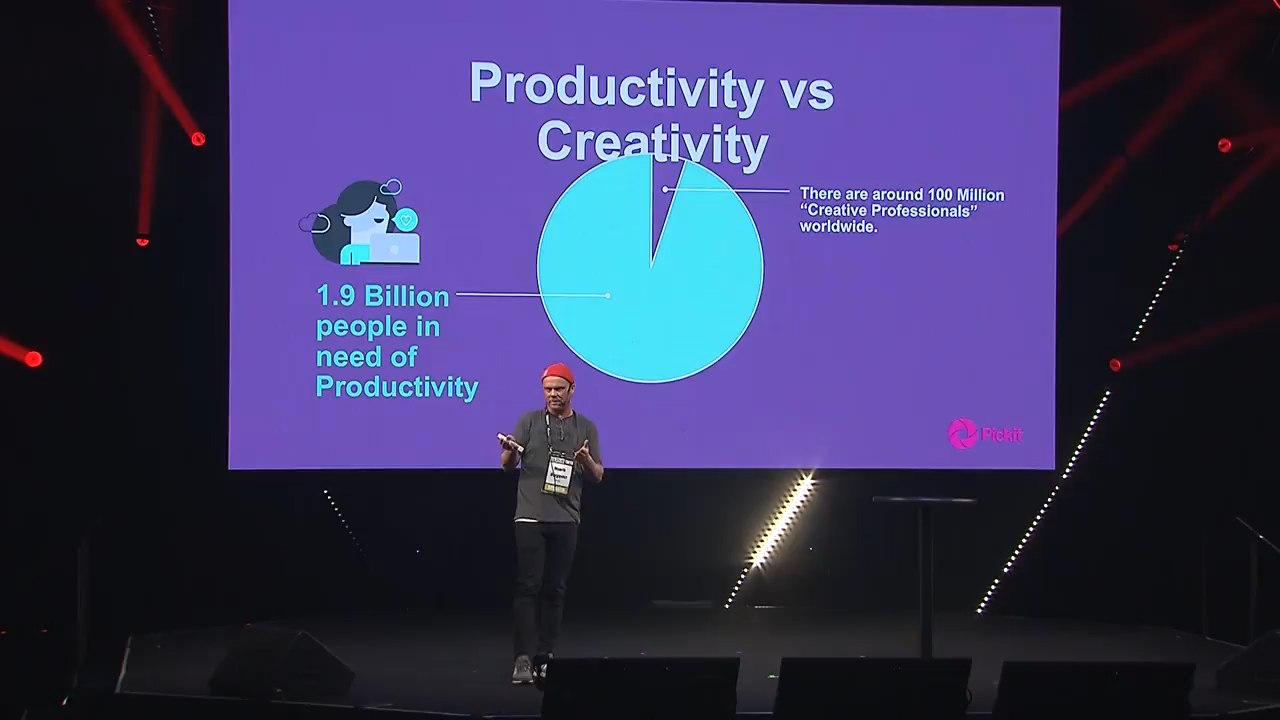 Productivity vs
Creativity
There are around 100 Million
“Creative Professionals”
worldwide.
1.9 Billion
people in
need of
Productivity
Pickit